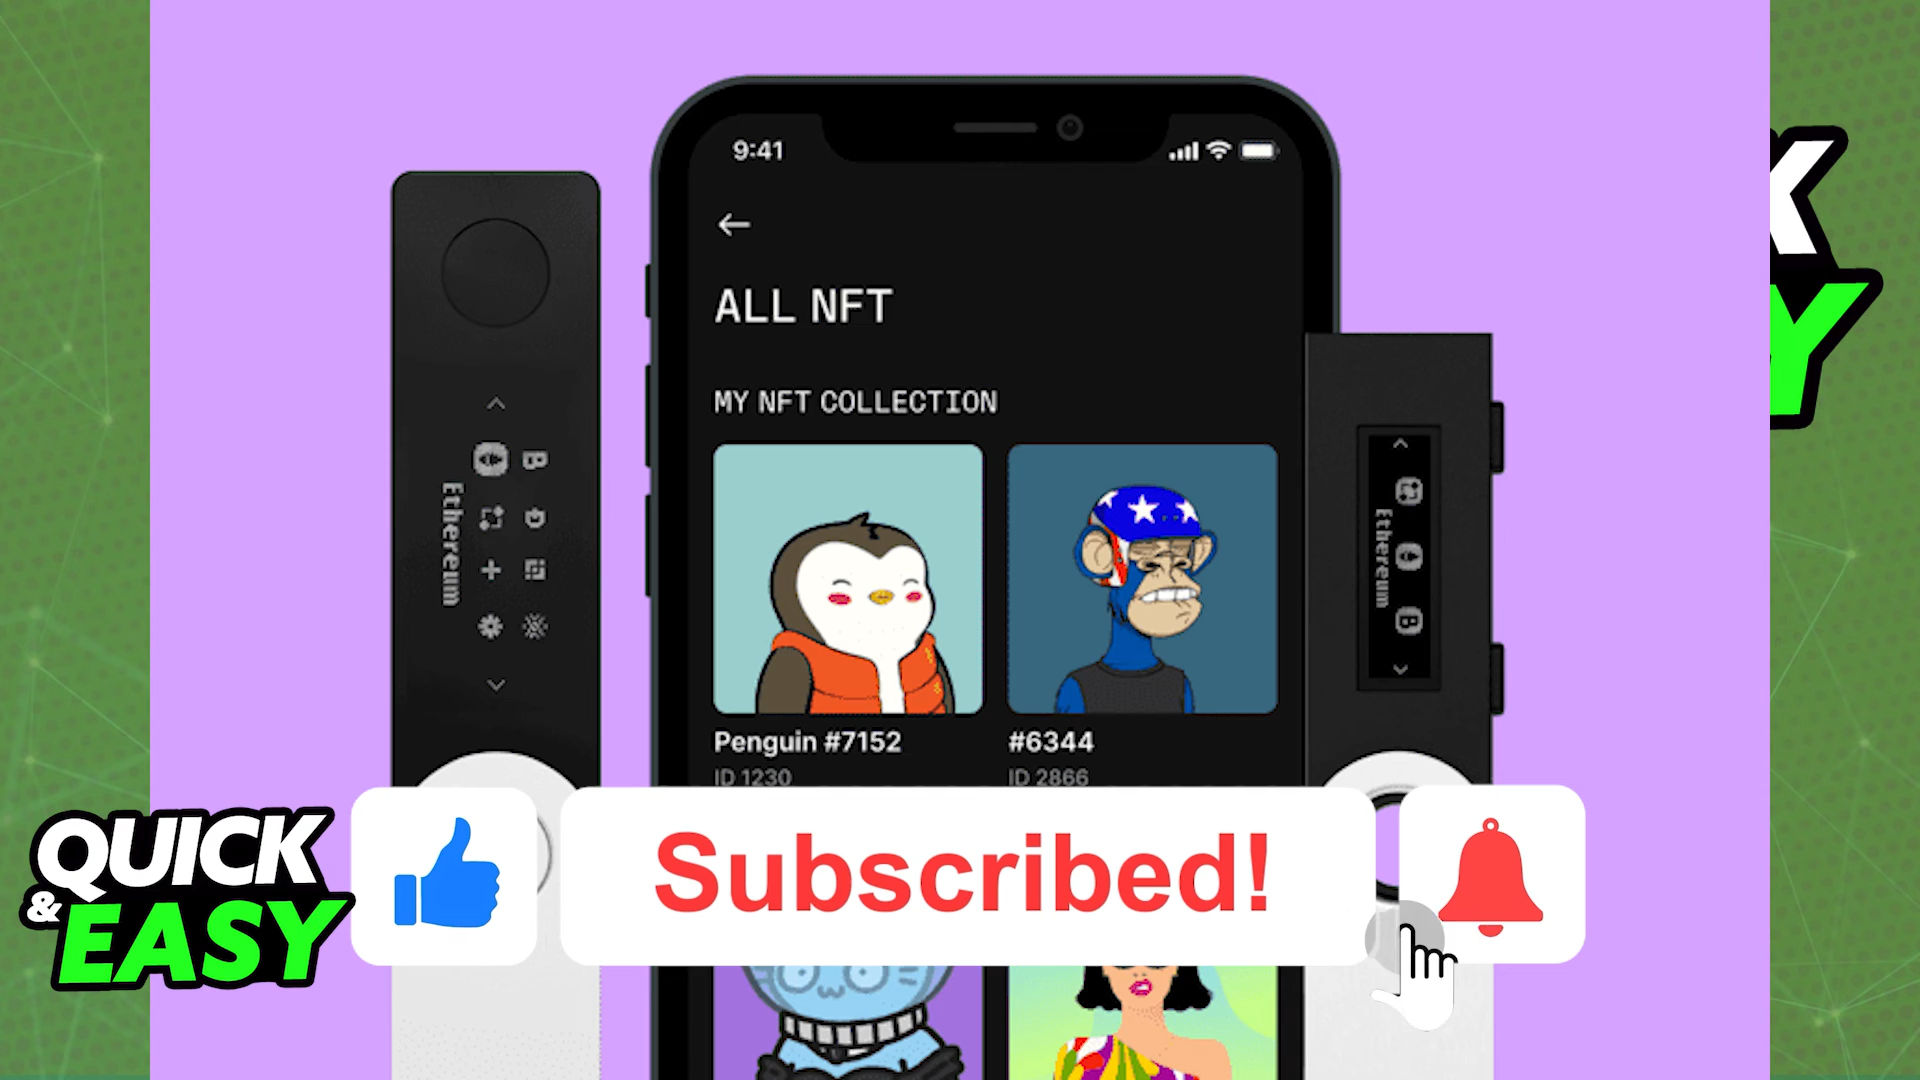 9:41
ALL NFT
MY NFT COLLECTION
Ethereum
Ethereum
Penguin #7152
#6344
ID 1230
ID 2866
QUICK
& EASY
Subscribed!
K
Y